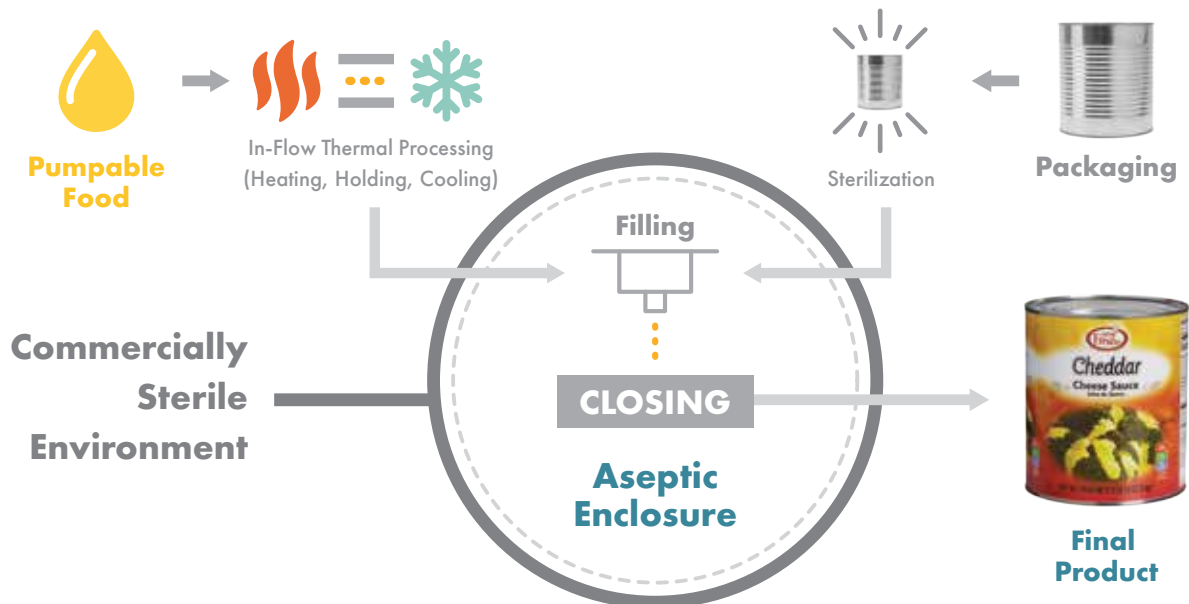 Pumpable
Food
In-Flow Thermal Processing
(Heating, Holding, Cooling)
Sterilization
Packaging
Filling
Commercially
Sterile
Environment
CLOSING
Aseptic
Enclosure
Cheddar
Cheese Sauce
Final
Product